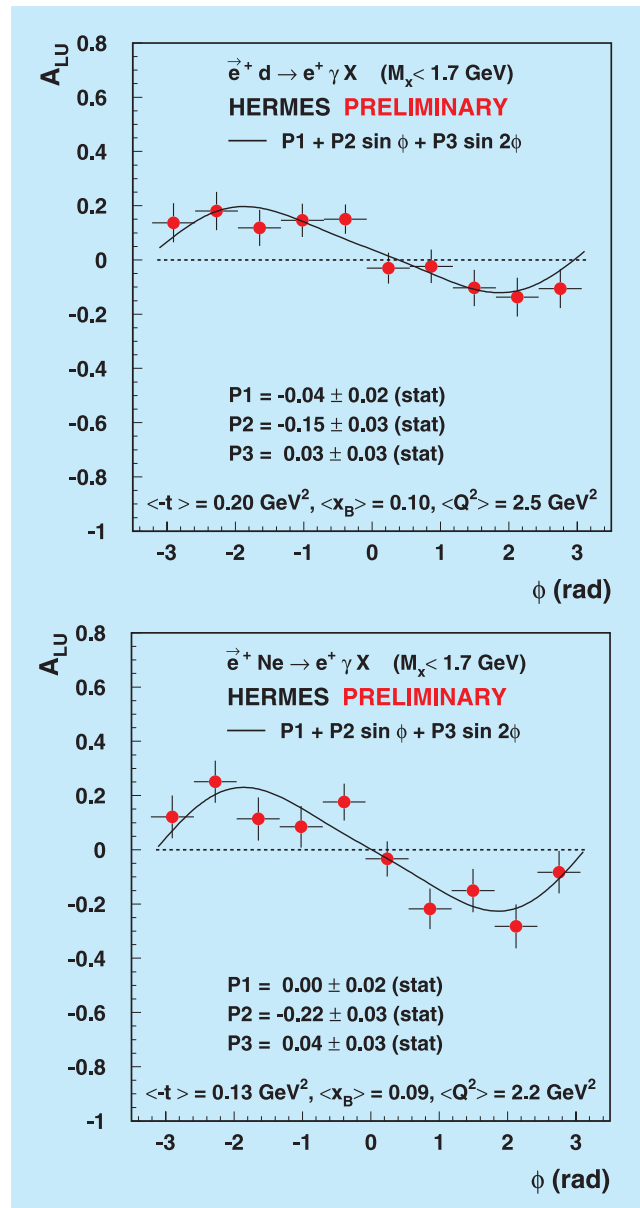 A_LU
0.8
0.6
0.4
0.2
0
-0.2
-0.4
-0.6
-0.8
-1
e⃗⁺ d → e⁺ γ X (Mₓ< 1.7 GeV)
HERMES PRELIMINARY
P1 + P2 sin ϕ + P3 sin 2ϕ
P1 = -0.04 ± 0.02 (stat)
P2 = -0.15 ± 0.03 (stat)
P3 = 0.03 ± 0.03 (stat)
<-t > = 0.20 GeV², <x_B> = 0.10, <Q²> = 2.5 GeV²
-3 -2 -1 0 1 2 3
ϕ (rad)
A_LU
0.8
0.6
0.4
0.2
0
-0.2
-0.4
-0.6
-0.8
-1
e⃗⁺ Ne → e⁺ γ X (Mₓ< 1.7 GeV)
HERMES PRELIMINARY
P1 + P2 sin ϕ + P3 sin 2ϕ
P1 = 0.00 ± 0.02 (stat)
P2 = -0.22 ± 0.03 (stat)
P3 = 0.04 ± 0.03 (stat)
<-t > = 0.13 GeV², <x_B> = 0.09, <Q²> = 2.2 GeV²
-3 -2 -1 0 1 2 3
ϕ (rad)